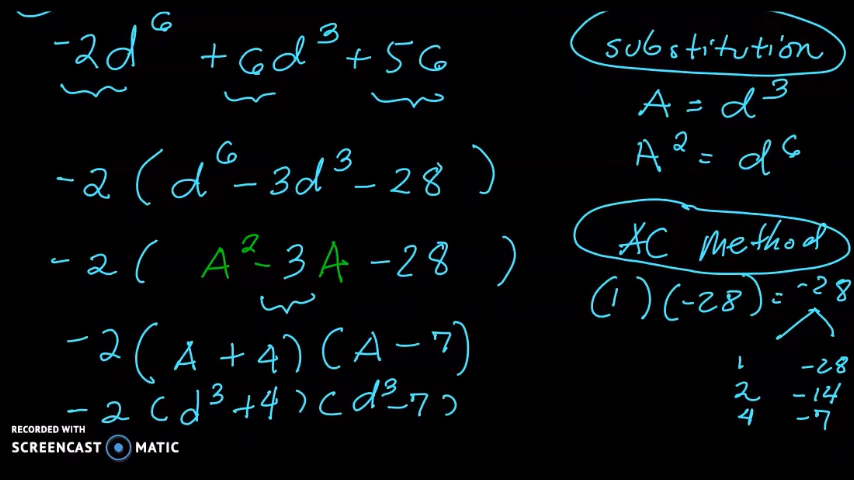 -2d⁶ + 6d³ + 56
-2 ( d⁶ - 3d³ - 28 )
-2 ( A² - 3A - 28 )
-2 ( A + 4 ) ( A - 7 )
-2 ( d³ + 4 ) ( d³ - 7 )
substitution
A = d³
A² = d⁶
AC method
(1) (-28) = -28
1 -28
2 -14
4 -7
RECORDED WITH
SCREENCAST MATIC